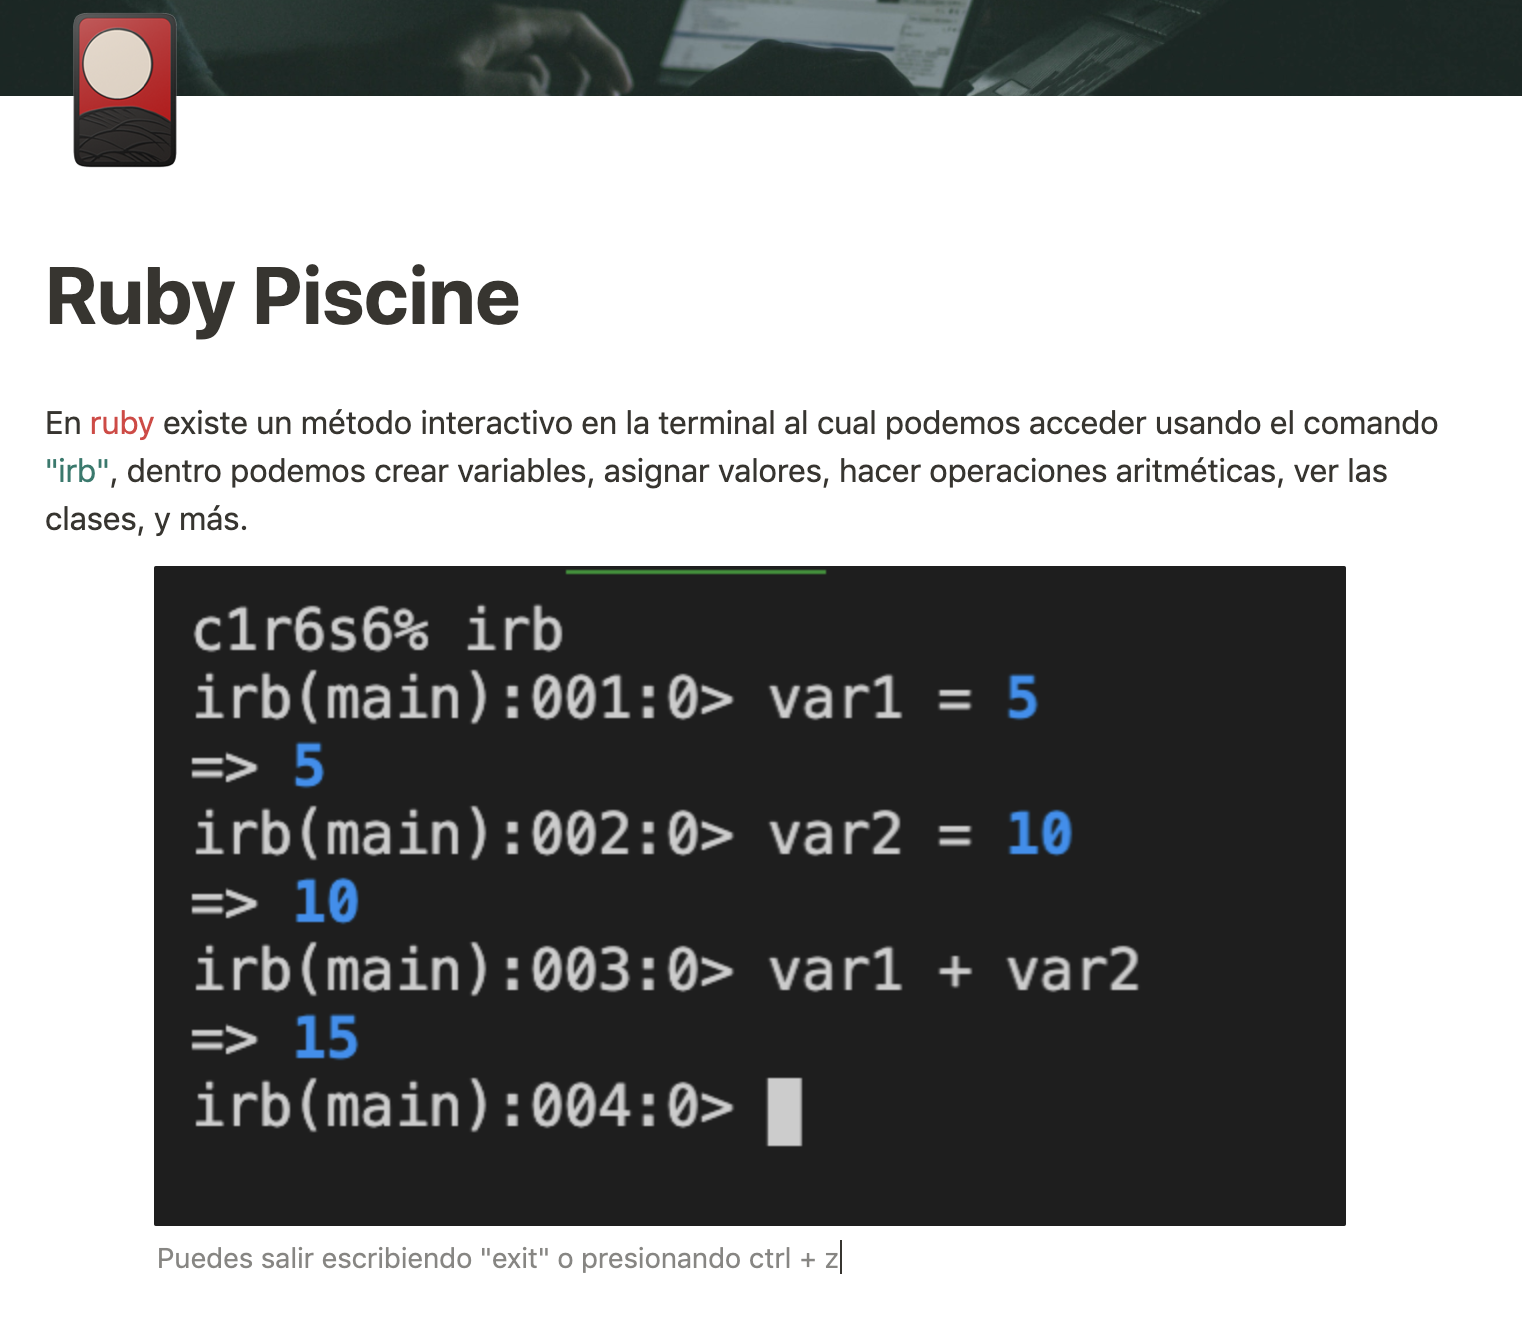 Ruby Piscine
En ruby existe un método interactivo en la terminal al cual podemos acceder usando el comando
"irb", dentro podemos crear variables, asignar valores, hacer operaciones aritméticas, ver las
clases, y más.
c1r6s6% irb
irb(main):001:0> var1 = 5
=> 5
irb(main):002:0> var2 = 10
=> 10
irb(main):003:0> var1 + var2
=> 15
irb(main):004:0>
Puedes salir escribiendo "exit" o presionando ctrl + z